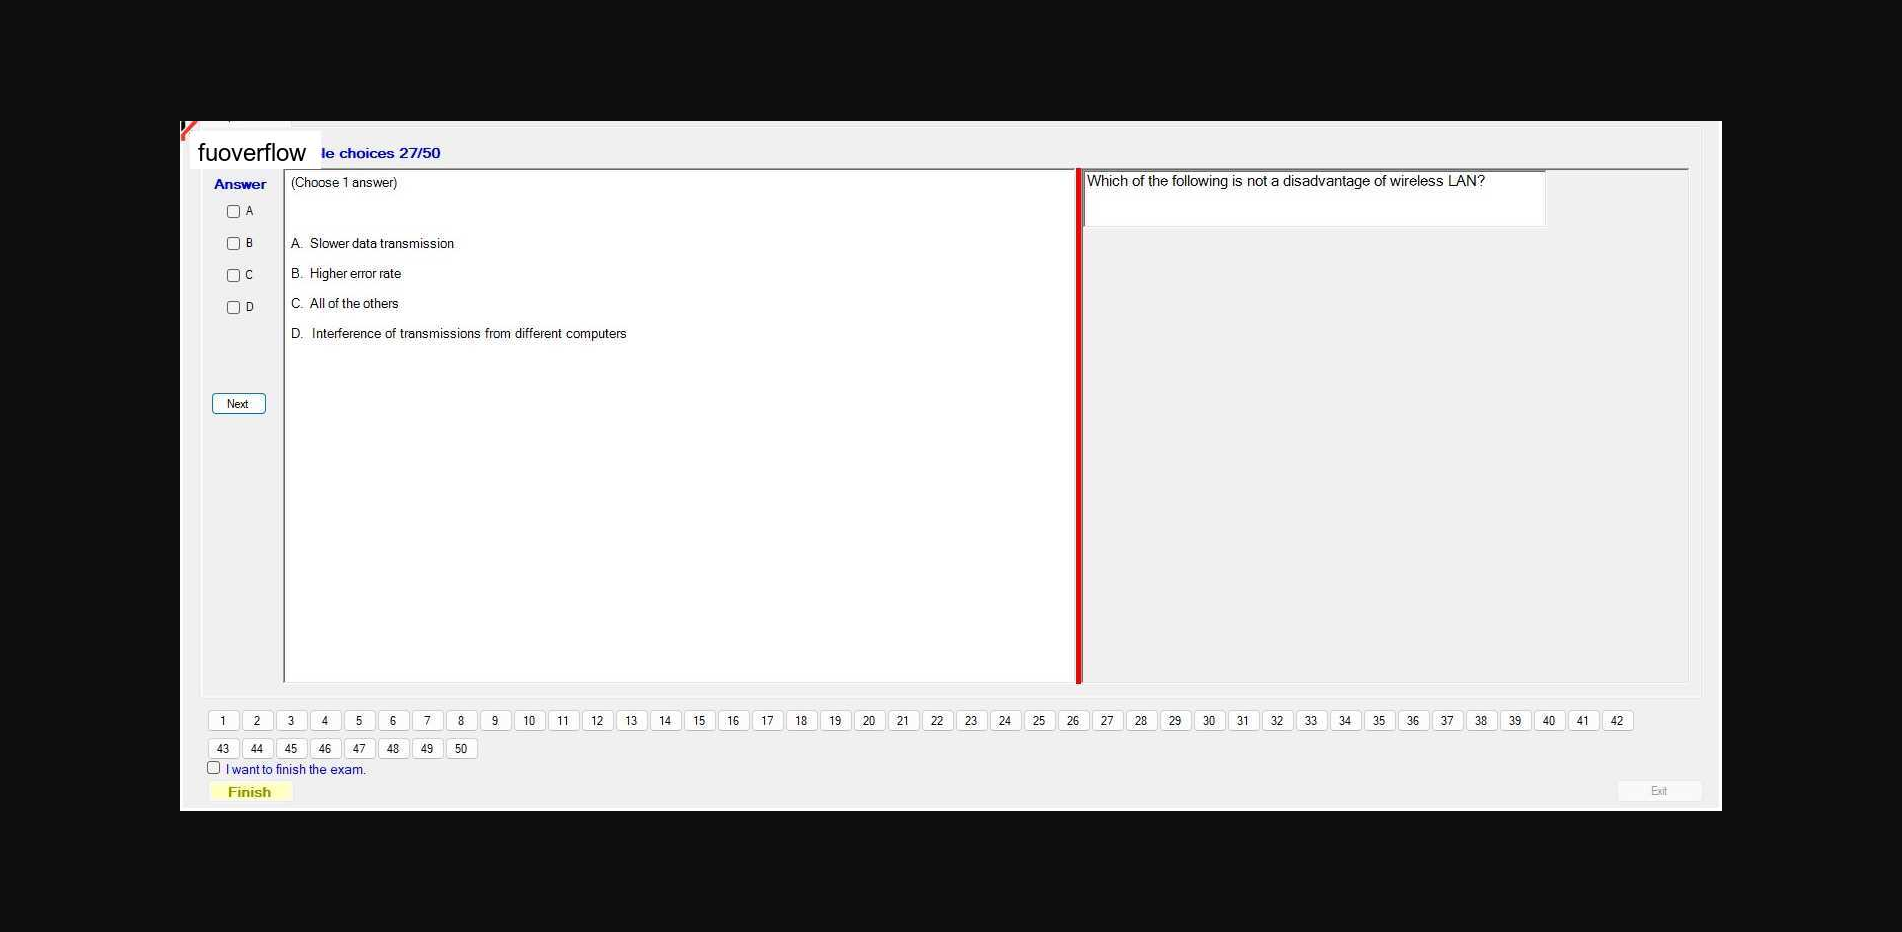 fuoverflow
le choices 27/50
Answer
(Choose 1 answer)
Which of the following is not a disadvantage of wireless LAN?
A
B
C
D
A. Slower data transmission
B. Higher error rate
C. All of the others
D. Interference of transmissions from different computers
Next
1 2 3 4 5 6 7 8 9 10 11 12 13 14 15 16 17 18 19 20 21 22 23 24 25 26 27 28 29 30 31 32 33 34 35 36 37 38 39 40 41 42
43 44 45 46 47 48 49 50
I want to finish the exam.
Finish
Exit